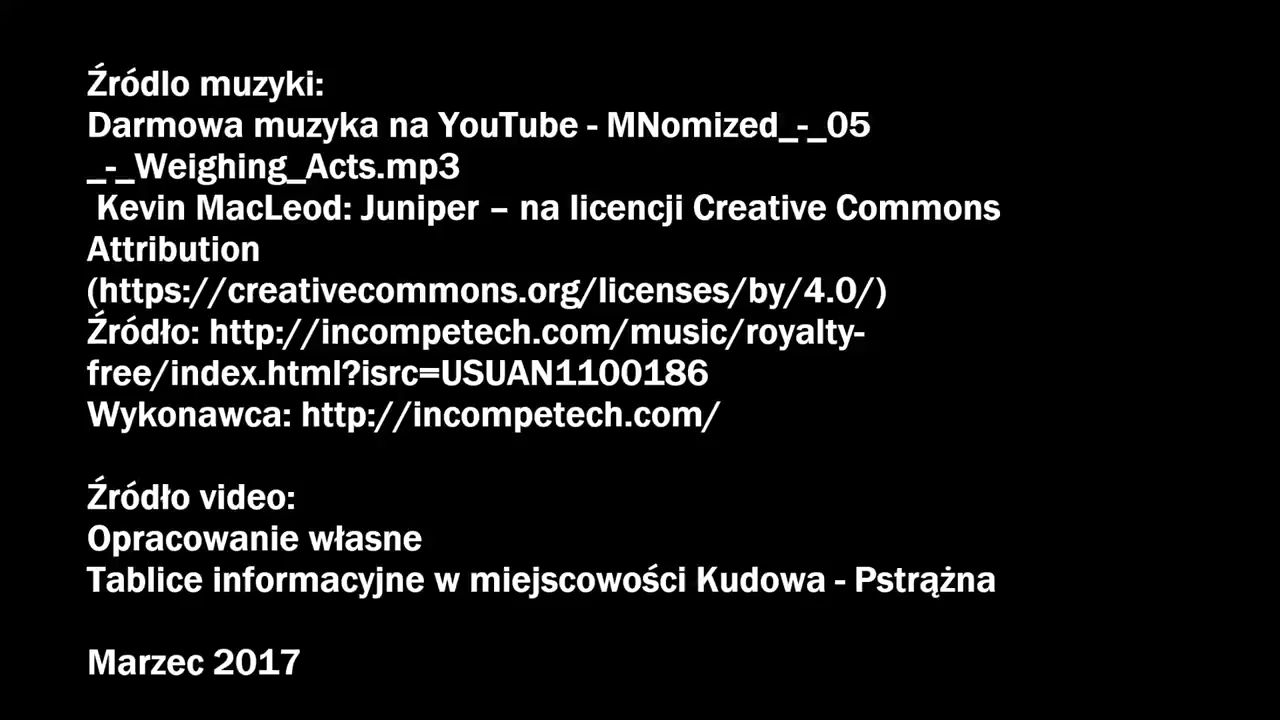 Źródlo muzyki:
Darmowa muzyka na YouTube - MNomized_-_05
_-_Weighing_Acts.mp3
Kevin MacLeod: Juniper – na licencji Creative Commons
Attribution
(https://creativecommons.org/licenses/by/4.0/)
Źródło: http://incompetech.com/music/royalty-
free/index.html?isrc=USUAN1100186
Wykonawca: http://incompetech.com/
Źródło video:
Opracowanie własne
Tablice informacyjne w miejscowości Kudowa - Pstrążna
Marzec 2017